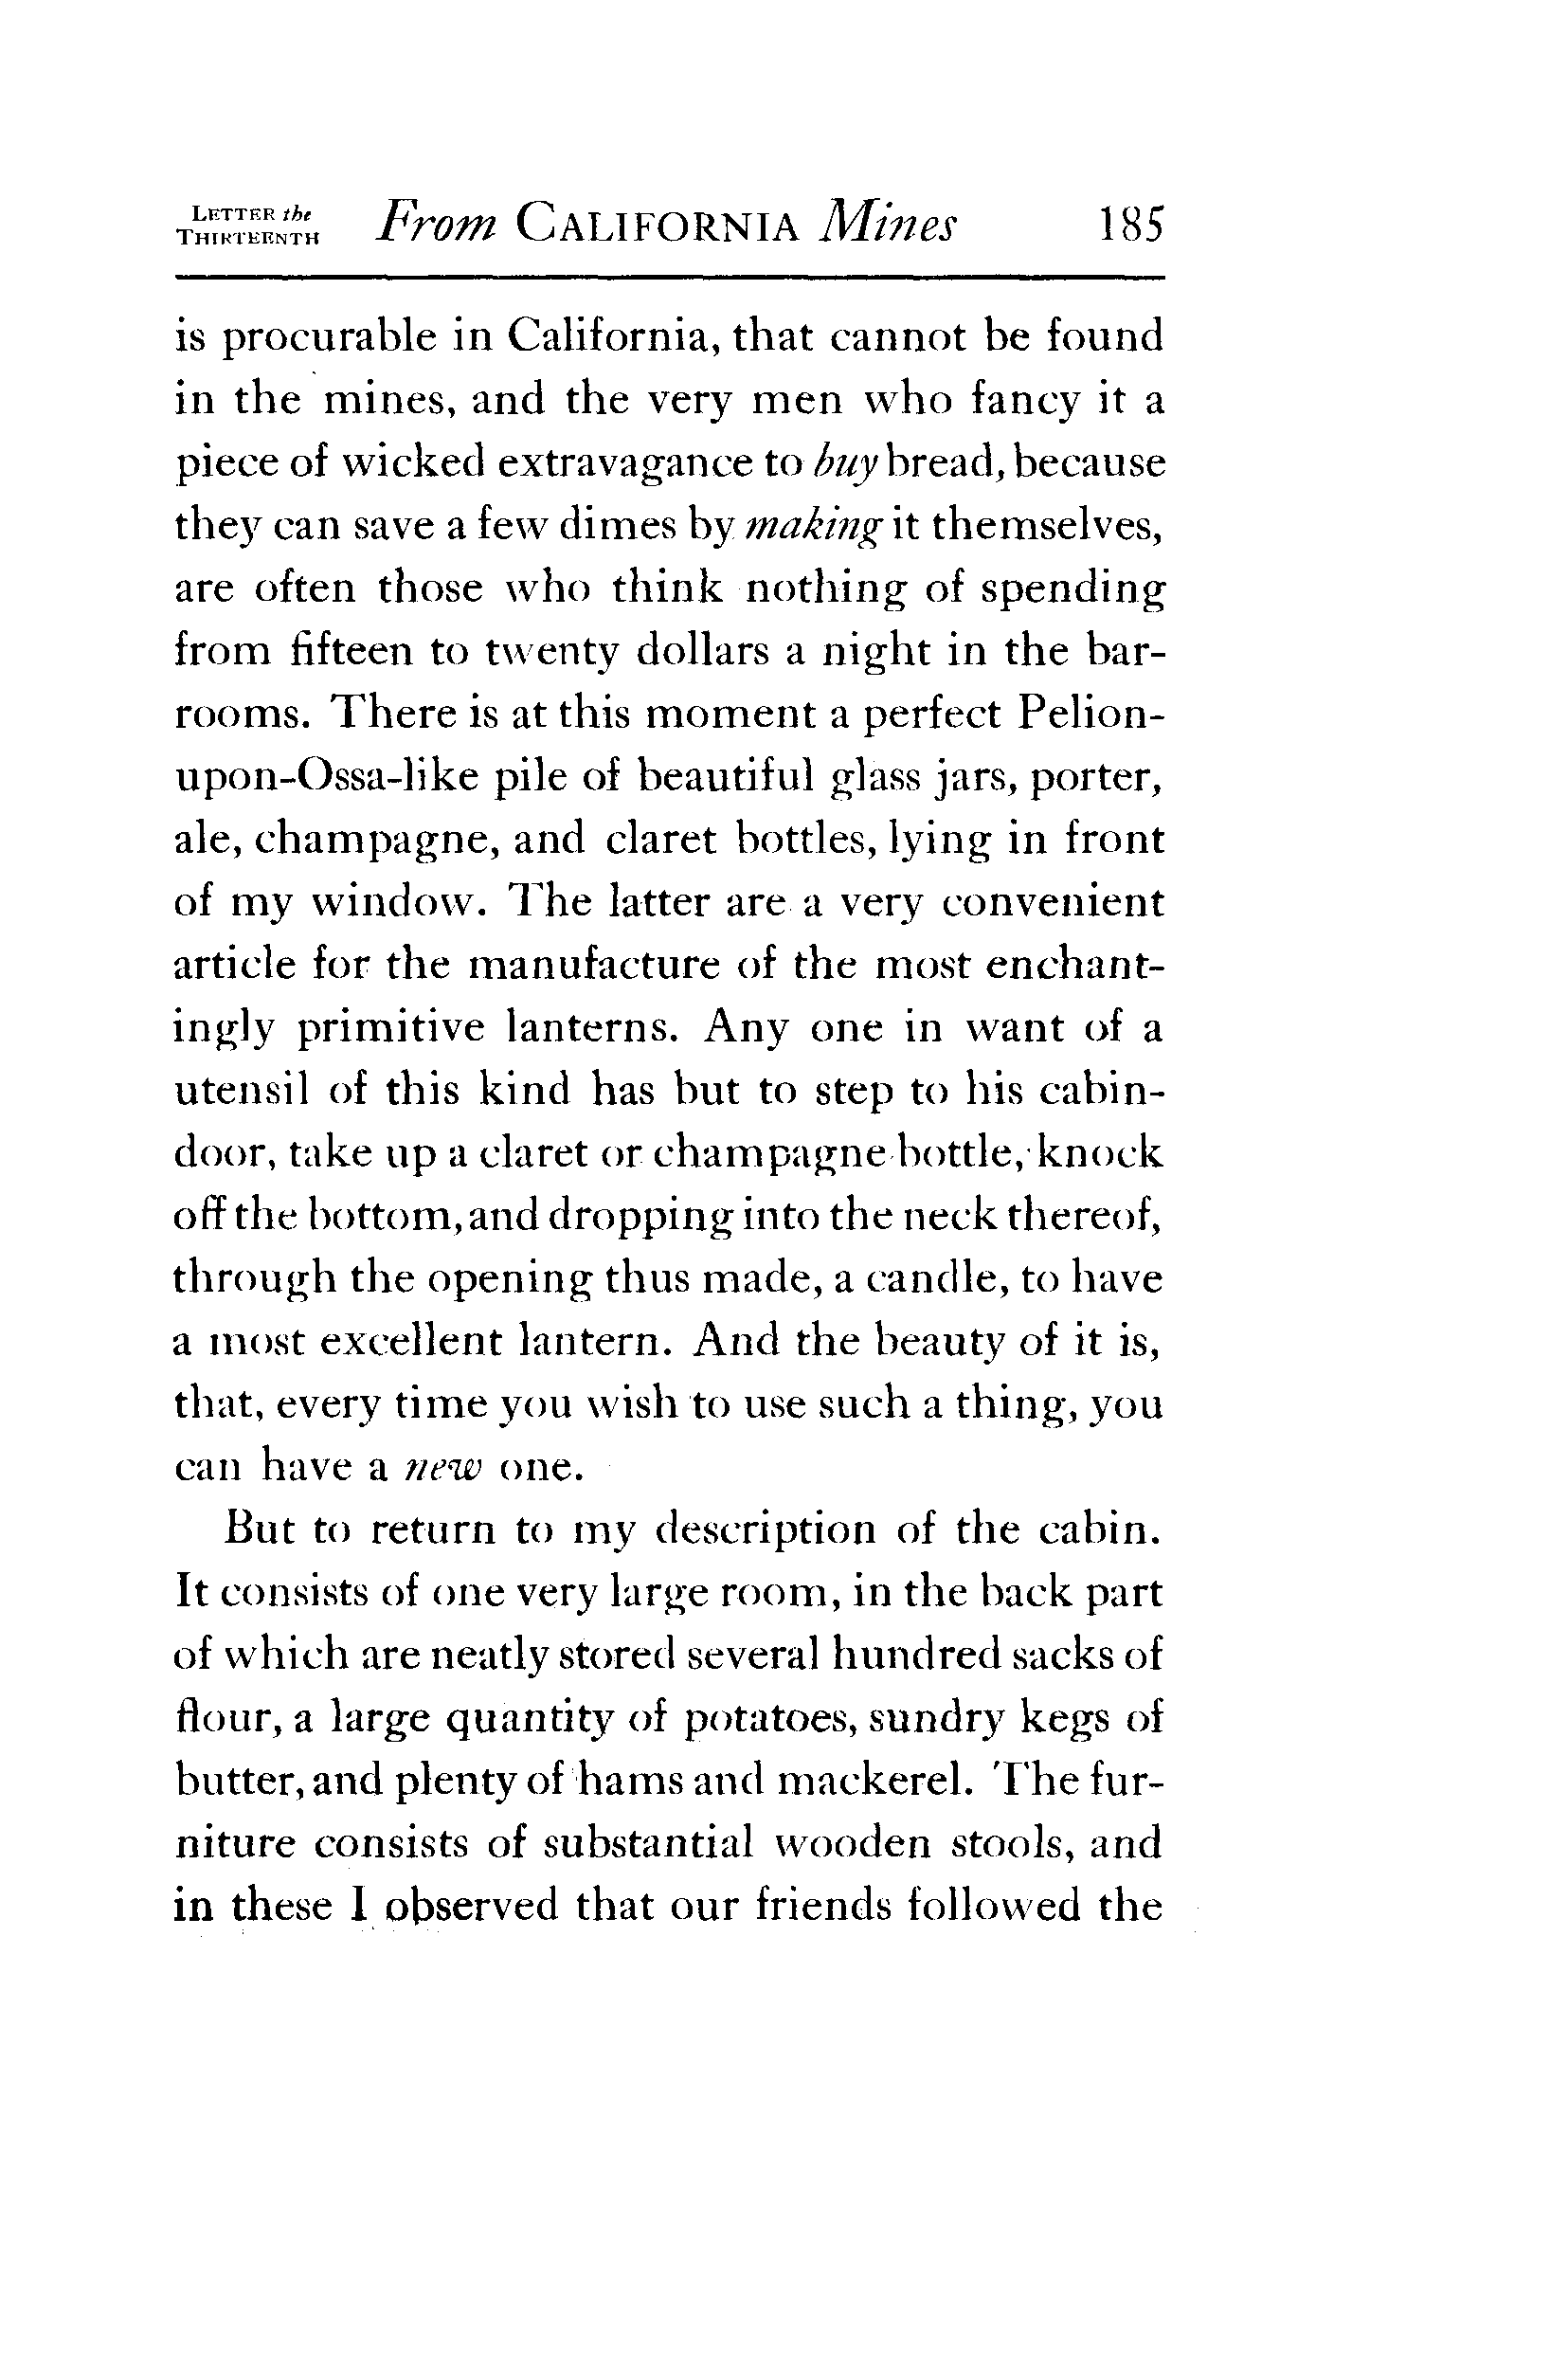 LETTER the
THIRTEENTH
From CALIFORNIA Mines
185
is procurable in California, that cannot be found
in the mines, and the very men who fancy it a
piece of wicked extravagance to buy bread, because
they can save a few dimes by making it themselves,
are often those who think nothing of spending
from fifteen to twenty dollars a night in the bar-
rooms. There is at this moment a perfect Pelion-
upon-Ossa-like pile of beautiful glass jars, porter,
ale, champagne, and claret bottles, lying in front
of my window. The latter are a very convenient
article for the manufacture of the most enchant-
ingly primitive lanterns. Any one in want of a
utensil of this kind has but to step to his cabin-
door, take up a claret or champagne bottle, knock
off the bottom, and dropping into the neck thereof,
through the opening thus made, a candle, to have
a most excellent lantern. And the beauty of it is,
that, every time you wish to use such a thing, you
can have a new one.
But to return to my description of the cabin.
It consists of one very large room, in the back part
of which are neatly stored several hundred sacks of
flour, a large quantity of potatoes, sundry kegs of
butter, and plenty of hams and mackerel. The fur-
niture consists of substantial wooden stools, and
in these I observed that our friends followed the